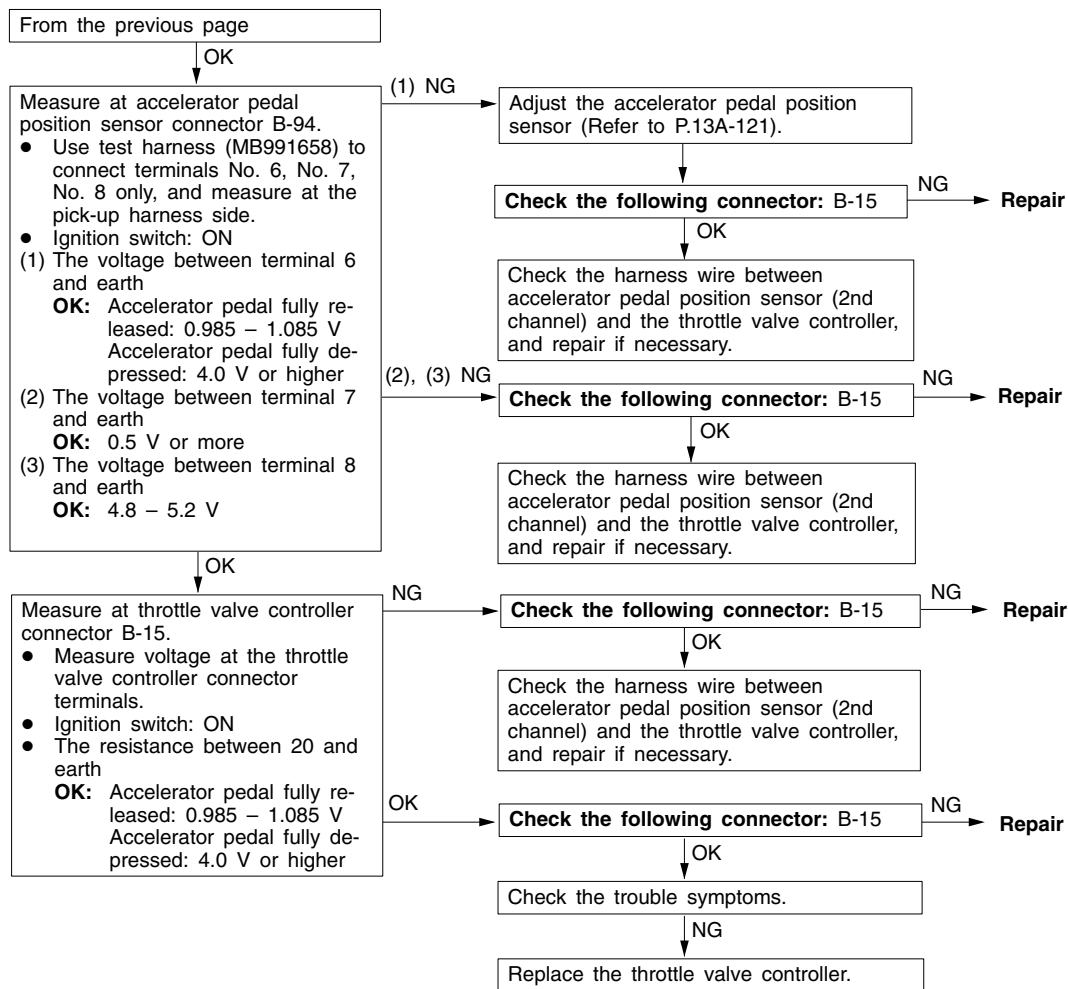 From the previous page
OK
Measure at accelerator pedal
position sensor connector B-94.
● Use test harness (MB991658) to
connect terminals No. 6, No. 7,
No. 8 only, and measure at the
pick-up harness side.
● Ignition switch: ON
(1) The voltage between terminal 6
and earth
OK: Accelerator pedal fully re-
leased: 0.985 – 1.085 V
Accelerator pedal fully de-
pressed: 4.0 V or higher
(2) The voltage between terminal 7
and earth
OK: 0.5 V or more
(3) The voltage between terminal 8
and earth
OK: 4.8 – 5.2 V
(1) NG
Adjust the accelerator pedal position
sensor (Refer to P.13A-121).
Check the following connector: B-15
NG
Repair
OK
Check the harness wire between
accelerator pedal position sensor (2nd
channel) and the throttle valve controller,
and repair if necessary.
(2), (3) NG
Check the following connector: B-15
NG
Repair
OK
Check the harness wire between
accelerator pedal position sensor (2nd
channel) and the throttle valve controller,
and repair if necessary.
OK
Measure at throttle valve controller
connector B-15.
● Measure voltage at the throttle
valve controller connector
terminals.
● Ignition switch: ON
● The resistance between 20 and
earth
OK: Accelerator pedal fully re-
leased: 0.985 – 1.085 V
Accelerator pedal fully de-
pressed: 4.0 V or higher
NG
Check the following connector: B-15
NG
Repair
OK
Check the harness wire between
accelerator pedal position sensor (2nd
channel) and the throttle valve controller,
and repair if necessary.
OK
Check the following connector: B-15
NG
Repair
OK
Check the trouble symptoms.
NG
Replace the throttle valve controller.